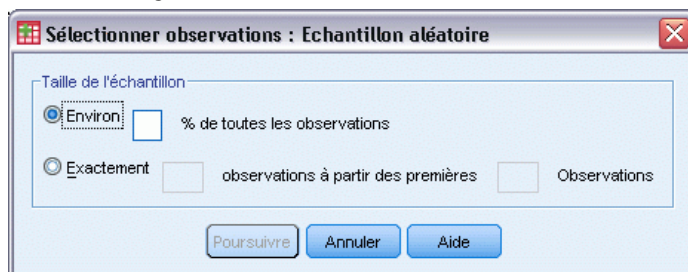 Sélectionner observations : Echantillon aléatoire
Taille de l'échantillon
Environ % de toutes les observations
Exactement observations à partir des premières Observations
Poursuivre Annuler Aide